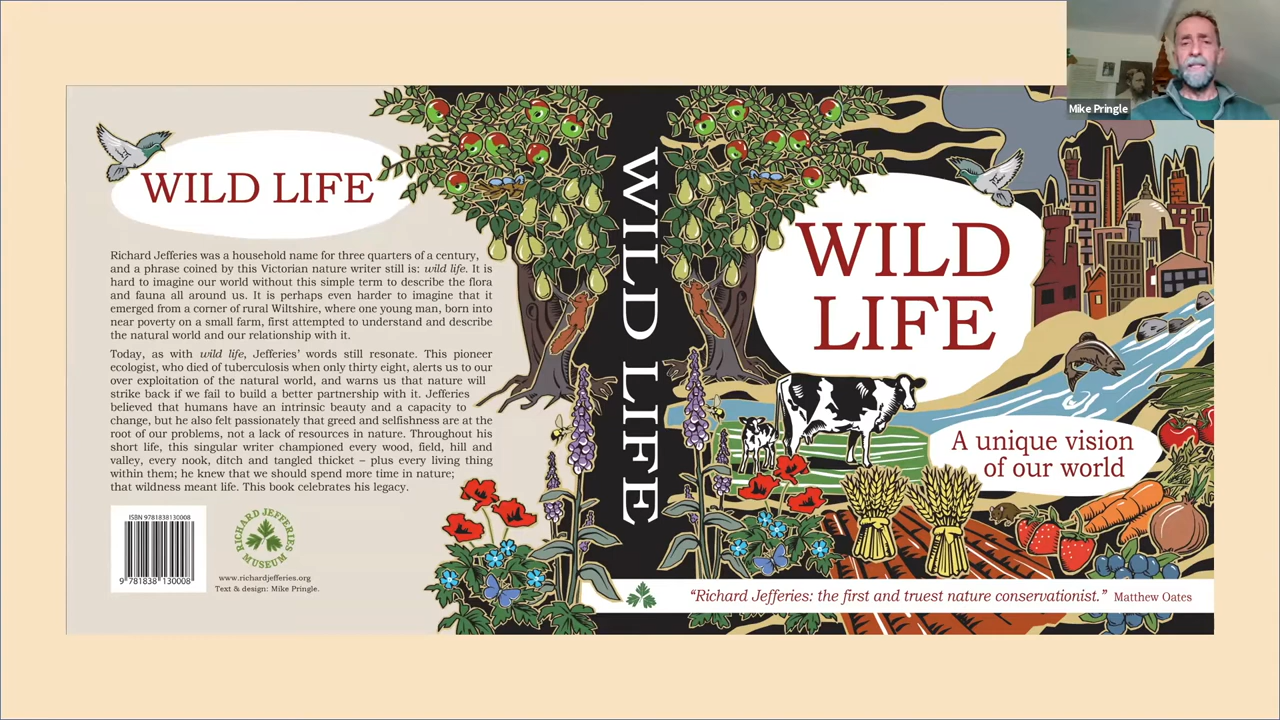 Mike Pringle
WILD LIFE
Richard Jefferies was a household name for three quarters of a century,
and a phrase coined by this Victorian nature writer still is: wild life. It is
hard to imagine our world without this simple term to describe the flora
and fauna all around us. It is perhaps even harder to imagine that it
emerged from a corner of rural Wiltshire, where one young man, born into
near poverty on a small farm, first attempted to understand and describe
the natural world and our relationship with it.
Today, as with wild life, Jefferies’ words still resonate. This pioneer
ecologist, who died of tuberculosis when only thirty eight, alerts us to our
over exploitation of the natural world, and warns us that nature will
strike back if we fail to build a better partnership with it. Jefferies
believed that humans have an intrinsic beauty and a capacity to
change, but he also felt passionately that greed and selfishness are at the
root of our problems, not a lack of resources in nature. Throughout his
short life, this singular writer championed every wood, field, hill and
valley, every nook, ditch and tangled thicket – plus every living thing
within them; he knew that we should spend more time in nature;
that wildness meant life. This book celebrates his legacy.
ISBN 9781838130008
9 781838 130008
RICHARD JEFFERIES
MUSEUM
www.richardjefferies.org
Text & design: Mike Pringle.
WILD LIFE
WILD
LIFE
A unique vision
of our world
“Richard Jefferies: the first and truest nature conservationist.” Matthew Oates